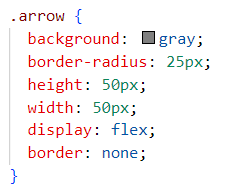 .arrow {
  background: gray;
  border-radius: 25px;
  height: 50px;
  width: 50px;
  display: flex;
  border: none;
}